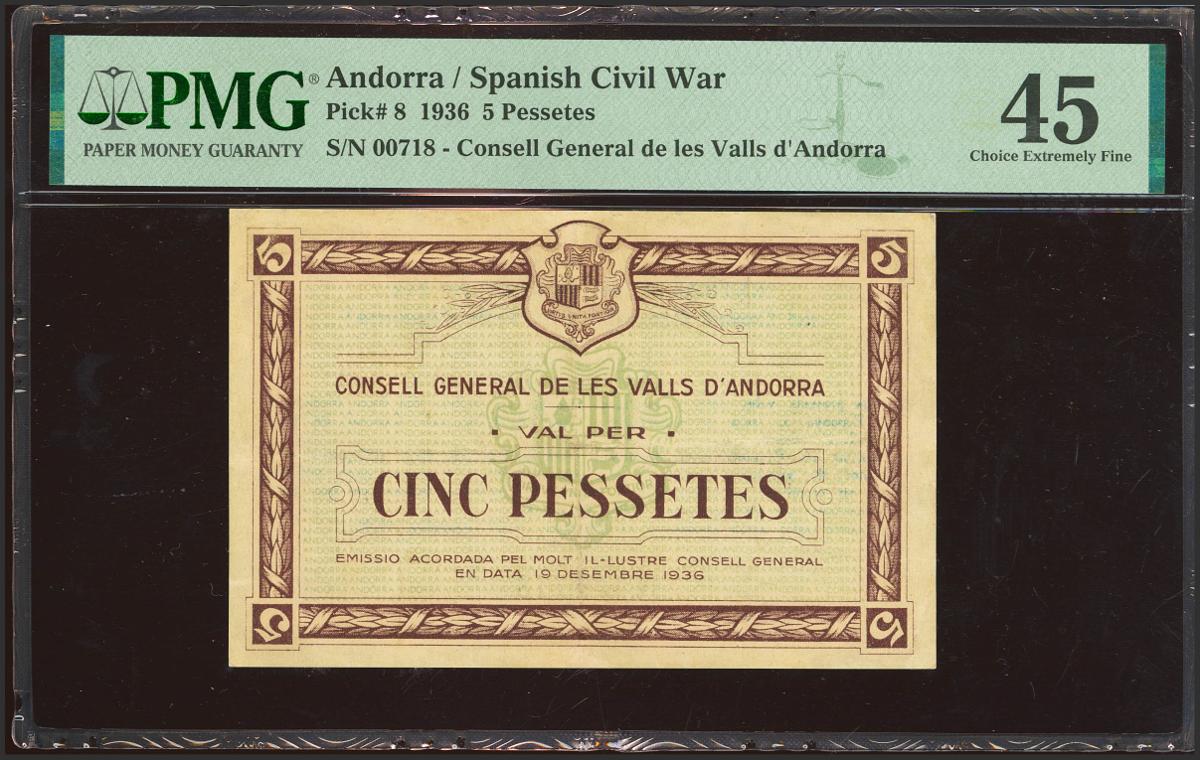 PMG® Andorra / Spanish Civil War
Pick# 8 1936 5 Pessetes
PAPER MONEY GUARANTY S/N 00718 - Consell General de les Valls d'Andorra
45
Choice Extremely Fine
5 5
CONSELL GENERAL DE LES VALLS D'ANDORRA
· VAL PER ·
CINC PESSETES
EMISSIO ACORDADA PEL MOLT IL·LUSTRE CONSELL GENERAL
EN DATA 19 DESEMBRE 1936
5 5